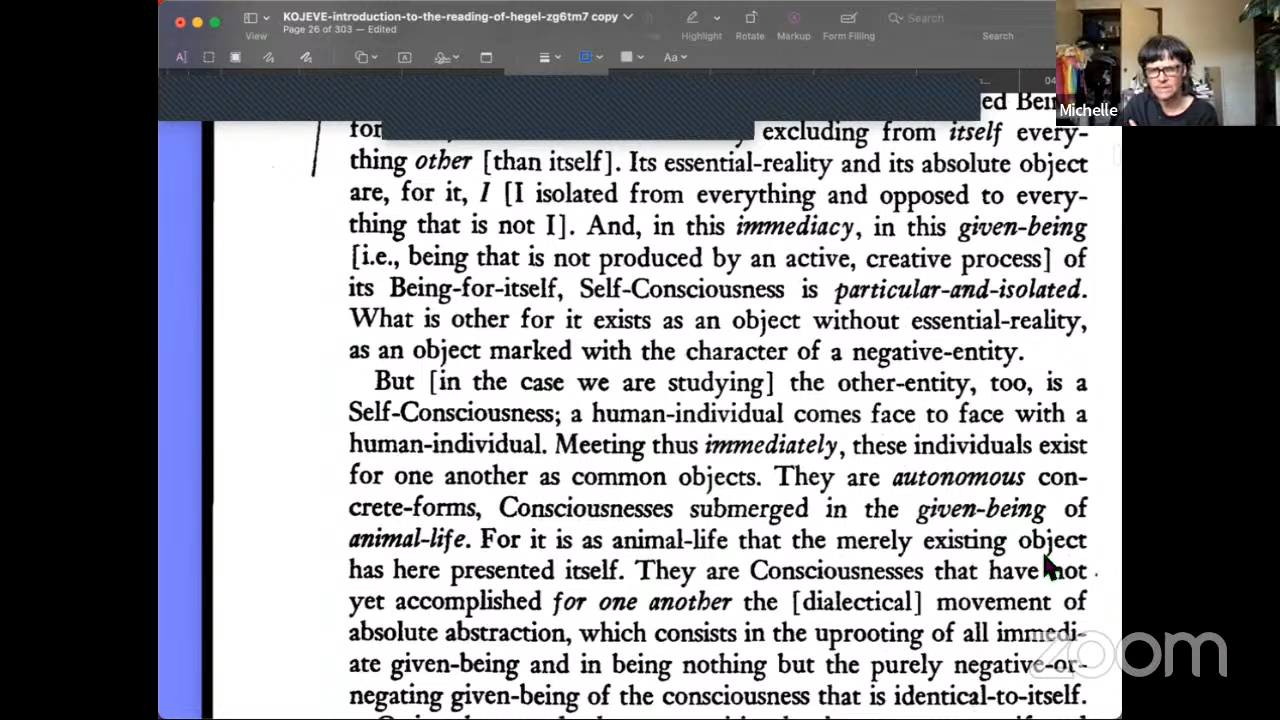 KOJEVE-introduction-to-the-reading-of-hegel-zg6tm7 copy
Page 26 of 303 — Edited
View
Highlight
Rotate
Markup
Form Filling
Search
Search
Aa
04
Michelle
ed Bein
for
excluding from itself every-
thing other [than itself]. Its essential-reality and its absolute object
are, for it, I [I isolated from everything and opposed to every-
thing that is not I]. And, in this immediacy, in this given-being
[i.e., being that is not produced by an active, creative process] of
its Being-for-itself, Self-Consciousness is particular-and-isolated.
What is other for it exists as an object without essential-reality,
as an object marked with the character of a negative-entity.
But [in the case we are studying] the other-entity, too, is a
Self-Consciousness; a human-individual comes face to face with a
human-individual. Meeting thus immediately, these individuals exist
for one another as common objects. They are autonomous con-
crete-forms, Consciousnesses submerged in the given-being of
animal-life. For it is as animal-life that the merely existing object
has here presented itself. They are Consciousnesses that have not
yet accomplished for one another the [dialectical] movement of
absolute abstraction, which consists in the uprooting of all immedi-
ate given-being and in being nothing but the purely negative-or-
negating given-being of the consciousness that is identical-to-itself.
zoom